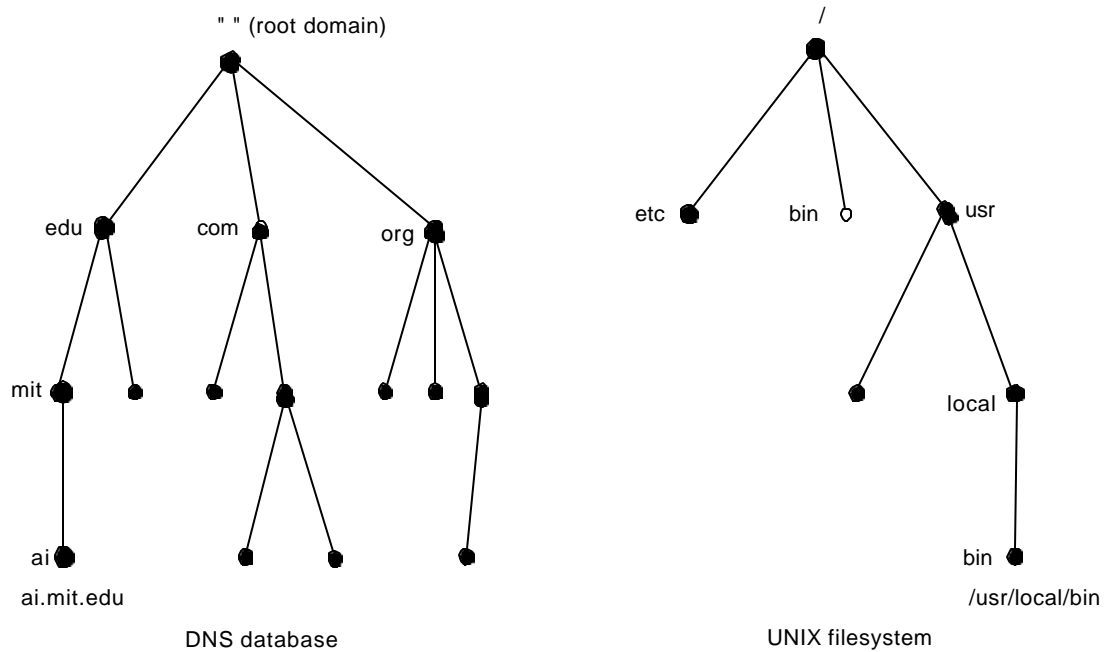 " " (root domain)
edu
com
org
mit
ai
ai.mit.edu
DNS database
/
etc
bin
usr
local
bin
/usr/local/bin
UNIX filesystem